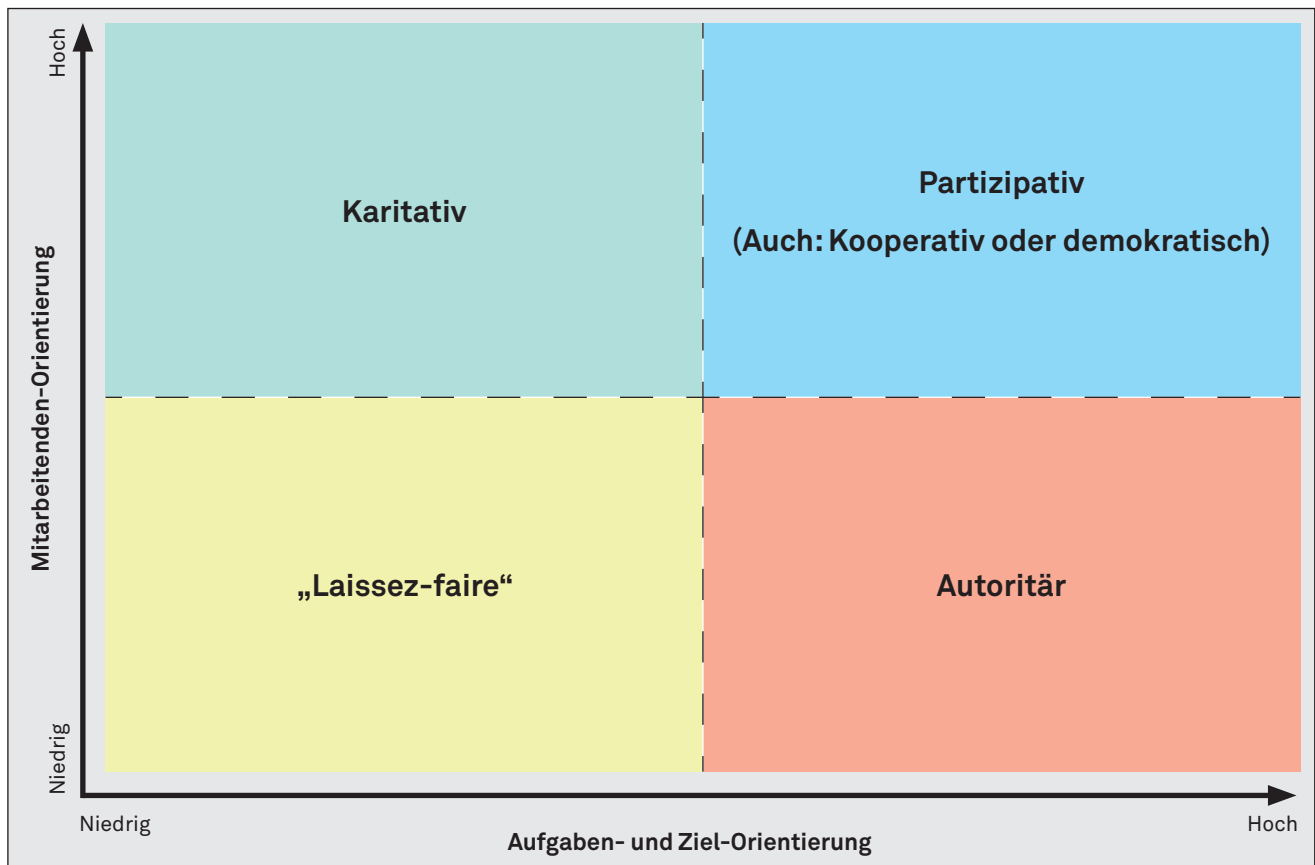 Hoch
Karitativ
Partizipativ
(Auch: Kooperativ oder demokratisch)
Mitarbeitenden-Orientierung
„Laissez-faire“
Autoritär
Niedrig
Niedrig
Aufgaben- und Ziel-Orientierung
Hoch